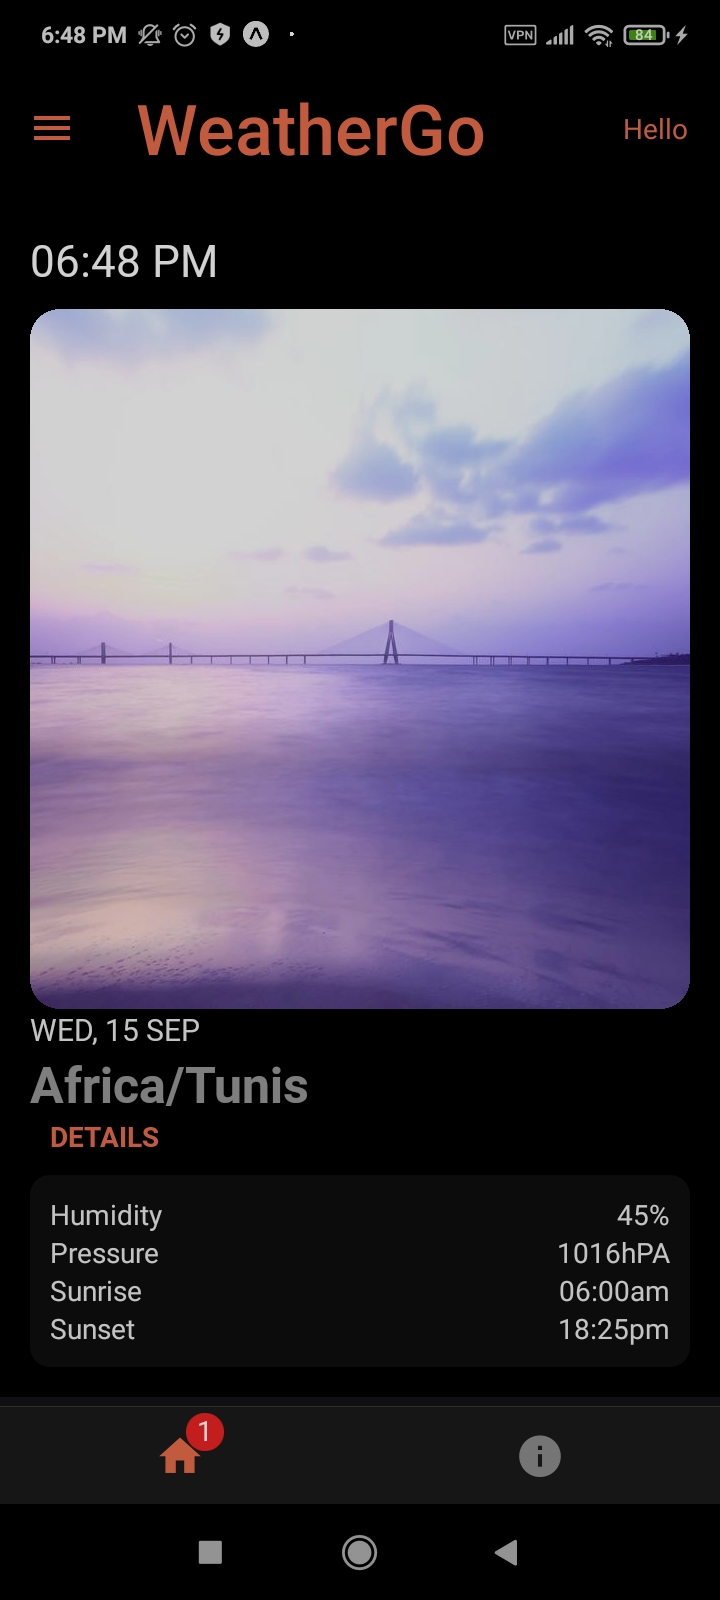 6:48 PM VPN 84
WeatherGo Hello
06:48 PM
WED, 15 SEP
Africa/Tunis
DETAILS
Humidity 45%
Pressure 1016hPA
Sunrise 06:00am
Sunset 18:25pm
1